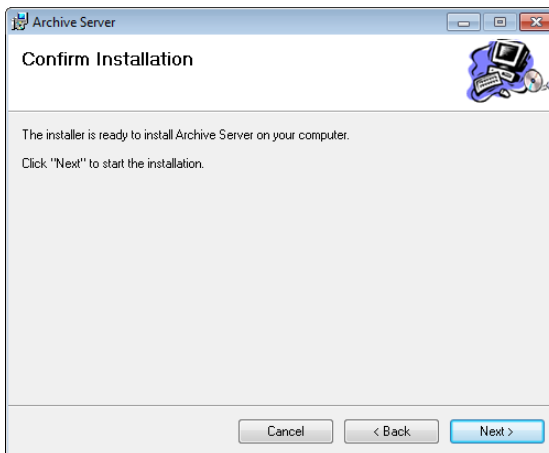 Archive Server
Confirm Installation
The installer is ready to install Archive Server on your computer.
Click "Next" to start the installation.
Cancel
< Back
Next >